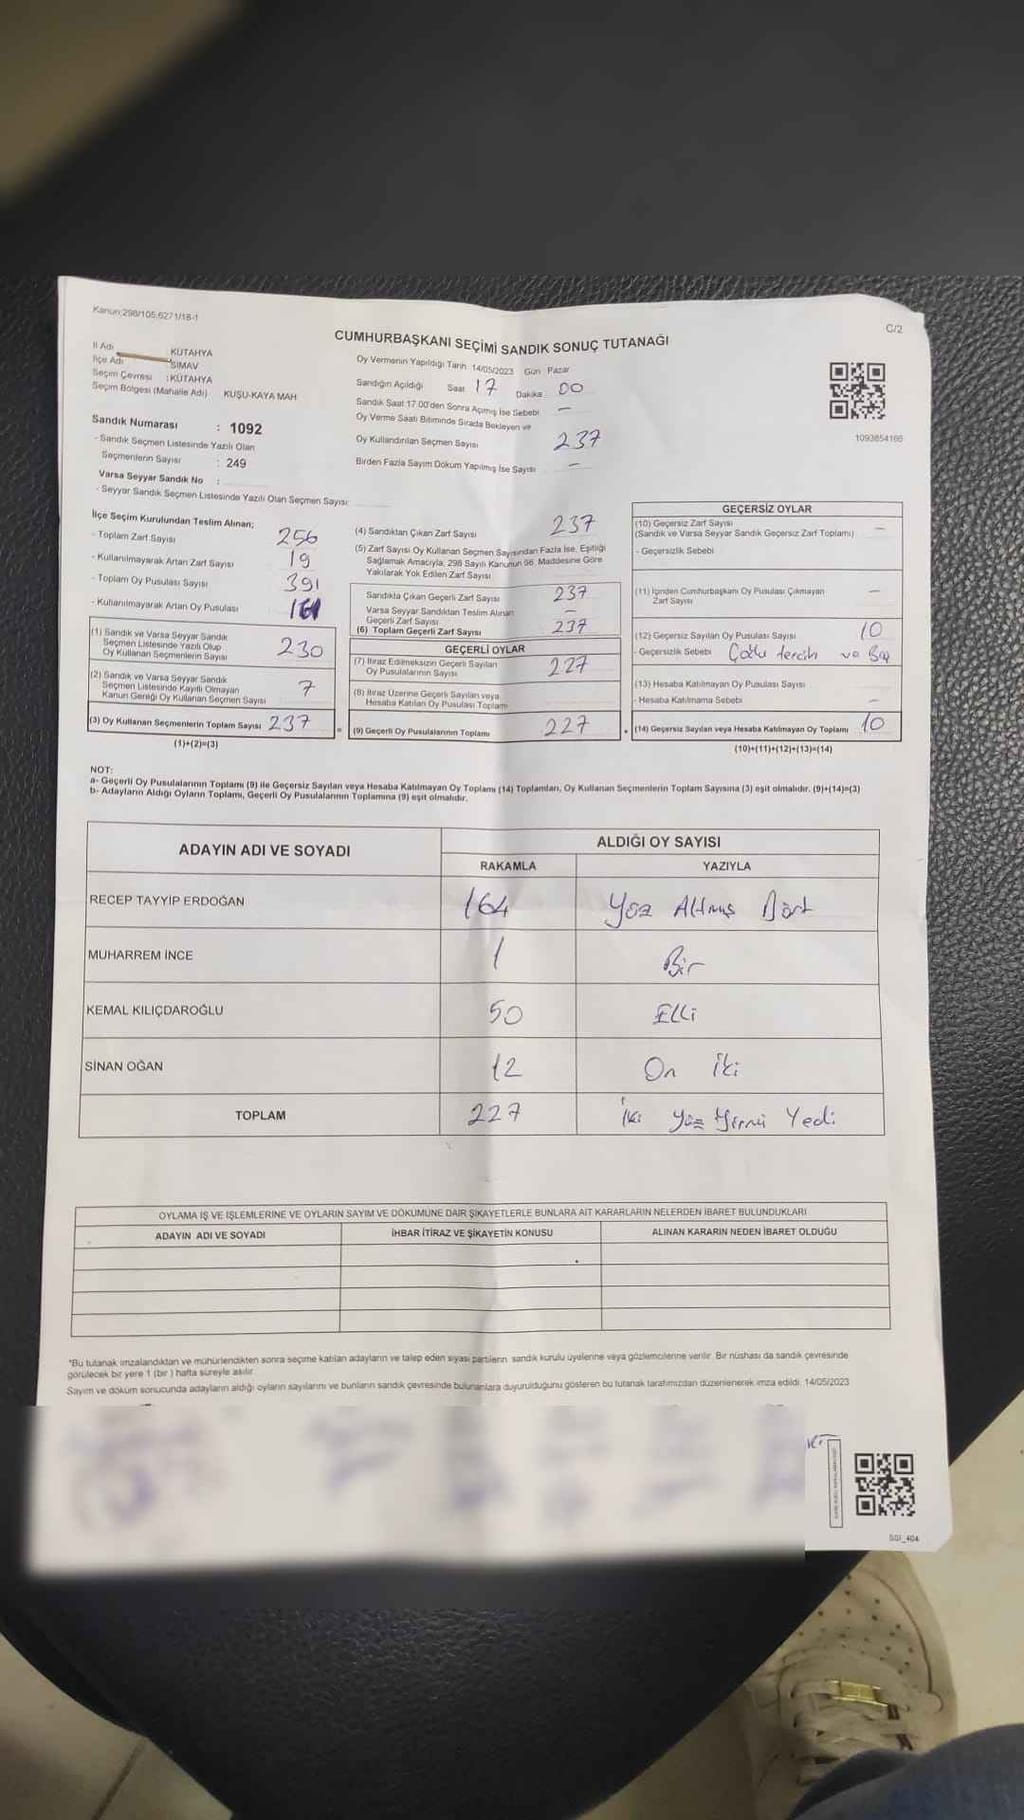 Kanun:298/105,6271/18-1
C/2
CUMHURBAŞKANI SEÇİMİ SANDIK SONUÇ TUTANAĞI
İl Adı KÜTAHYA
İlçe Adı SİMAV
Seçim Çevresi :KÜTAHYA
Seçim Bölgesi (Mahalle Adı) KUŞU-KAYA MAH
Sandık Numarası : 1092
- Sandık Seçmen Listesinde Yazılı Olan
Seçmenlerin Sayısı : 249
Varsa Seyyar Sandık No :
- Seyyar Sandık Seçmen Listesinde Yazılı Olan Seçmen Sayısı:
Oy Vermenin Yapıldığı Tarih 14/05/2023 Gün Pazar
Sandığın Açıldığı Saat 17 Dakika 00
Sandık Saat 17.00'den Sonra Açılmış İse Sebebi –
Oy Verme Saati Bitiminde Sırada Bekleyen ve
Oy Kullandırılan Seçmen Sayısı 237
Birden Fazla Sayım Döküm Yapılmış İse Sayısı –
1093854166
İlçe Seçim Kurulundan Teslim Alınan;
- Toplam Zarf Sayısı 256
- Kullanılmayarak Artan Zarf Sayısı 19
- Toplam Oy Pusulası Sayısı 391
- Kullanılmayarak Artan Oy Pusulası
(1) Sandık ve Varsa Seyyar Sandık
Seçmen Listesinde Yazılı Olup
Oy Kullanan Seçmenlerin Sayısı 230
(2) Sandık ve Varsa Seyyar Sandık
Seçmen Listesinde Kayıtlı Olmayan
Kanun Gereği Oy Kullanan Seçmen Sayısı 7
(3) Oy Kullanan Seçmenlerin Toplam Sayısı 237
(1)+(2)=(3)
(4) Sandıktan Çıkan Zarf Sayısı 237
(5) Zarf Sayısı Oy Kullanan Seçmen Sayısından Fazla İse, Eşitliği
Sağlamak Amacıyla, 298 Sayılı Kanunun 98. Maddesine Göre
Yakılarak Yok Edilen Zarf Sayısı
Sandıkta Çıkan Geçerli Zarf Sayısı 237
Varsa Seyyar Sandıktan Teslim Alınan
Geçerli Zarf Sayısı –
(6) Toplam Geçerli Zarf Sayısı 237
GEÇERLİ OYLAR
(7) İtiraz Edilmeksizin Geçerli Sayılan
Oy Pusulalarının Sayısı 227
(8) İtiraz Üzerine Geçerli Sayılan veya
Hesaba Katılan Oy Pusulası Toplamı
= (9) Geçerli Oy Pusulalarının Toplamı 227
GEÇERSİZ OYLAR
(10) Geçersiz Zarf Sayısı –
(Sandık ve Varsa Seyyar Sandık Geçersiz Zarf Toplamı)
- Geçersizlik Sebebi
(11) İçinden Cumhurbaşkanı Oy Pusulası Çıkmayan
Zarf Sayısı –
(12) Geçersiz Sayılan Oy Pusulası Sayısı 10
- Geçersizlik Sebebi Çoklu tercih ve Boş
(13) Hesaba Katılmayan Oy Pusulası Sayısı
- Hesaba Katılmama Sebebi –
+ (14) Geçersiz Sayılan veya Hesaba Katılmayan Oy Toplamı 10
(10)+(11)+(12)+(13)=(14)
NOT:
a- Geçerli Oy Pusulalarının Toplamı (9) ile Geçersiz Sayılan veya Hesaba Katılmayan Oy Toplamı (14) Toplamları, Oy Kullanan Seçmenlerin Toplam Sayısına (3) eşit olmalıdır. (9)+(14)=(3)
b- Adayların Aldığı Oyların Toplamı, Geçerli Oy Pusulalarının Toplamına (9) eşit olmalıdır.
ADAYIN ADI VE SOYADI ALDIĞI OY SAYISI
RAKAMLA YAZIYLA
RECEP TAYYİP ERDOĞAN 164 Yüz Altmış Dört
MUHARREM İNCE 1 Bir
KEMAL KILIÇDAROĞLU 50 Elli
SİNAN OĞAN 12 On İki
TOPLAM 227 İki Yüz Yirmi Yedi
OYLAMA İŞ VE İŞLEMLERİNE VE OYLARIN SAYIM VE DÖKÜMÜNE DAİR ŞİKAYETLERLE BUNLARA AİT KARARLARIN NELERDEN İBARET BULUNDUKLARI
ADAYIN ADI VE SOYADI İHBAR İTİRAZ VE ŞİKAYETİN KONUSU ALINAN KARARIN NEDEN İBARET OLDUĞU
*Bu tutanak imzalandıktan ve mühürlendikten sonra seçime katılan adayların ve talep eden siyasi partilerin sandık kurulu üyelerine veya gözlemcilerine verilir. Bir nüshası da sandık çevresinde
görülecek bir yere 1 (bir) hafta süreyle asılır
Sayım ve döküm sonucunda adayların aldığı oyların sayılarını ve bunların sandık çevresinde bulunanlara duyurulduğunu gösteren bu tutanak tarafımızdan düzenlenerek imza edildi. 14/05/2023